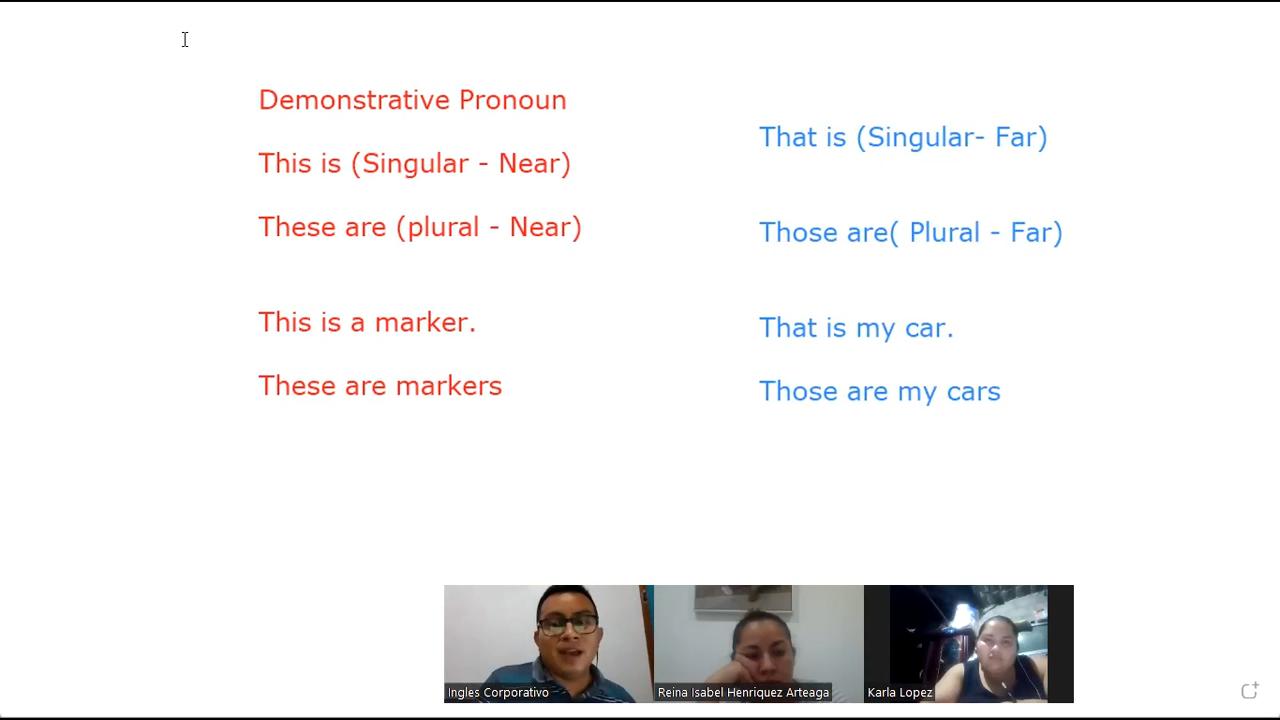 Demonstrative Pronoun
This is (Singular - Near)
These are (plural - Near)
This is a marker.
These are markers
That is (Singular- Far)
Those are( Plural - Far)
That is my car.
Those are my cars
Ingles Corporativo
Reina Isabel Henriquez Arteaga
Karla Lopez